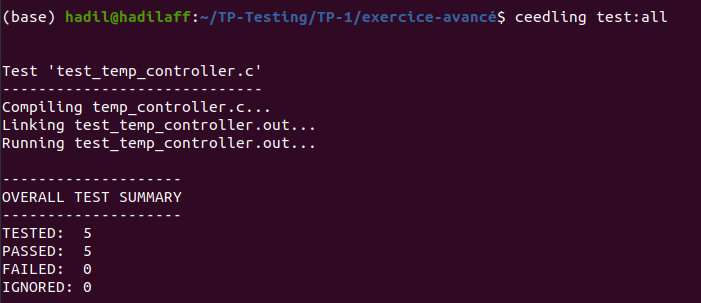 (base) hadil@hadilaff:~/TP-Testing/TP-1/exercice-avancé$ ceedling test:all
Test 'test_temp_controller.c'
-----------------------------
Compiling temp_controller.c...
Linking test_temp_controller.out...
Running test_temp_controller.out...
--------------------
OVERALL TEST SUMMARY
--------------------
TESTED:  5
PASSED:  5
FAILED:  0
IGNORED: 0